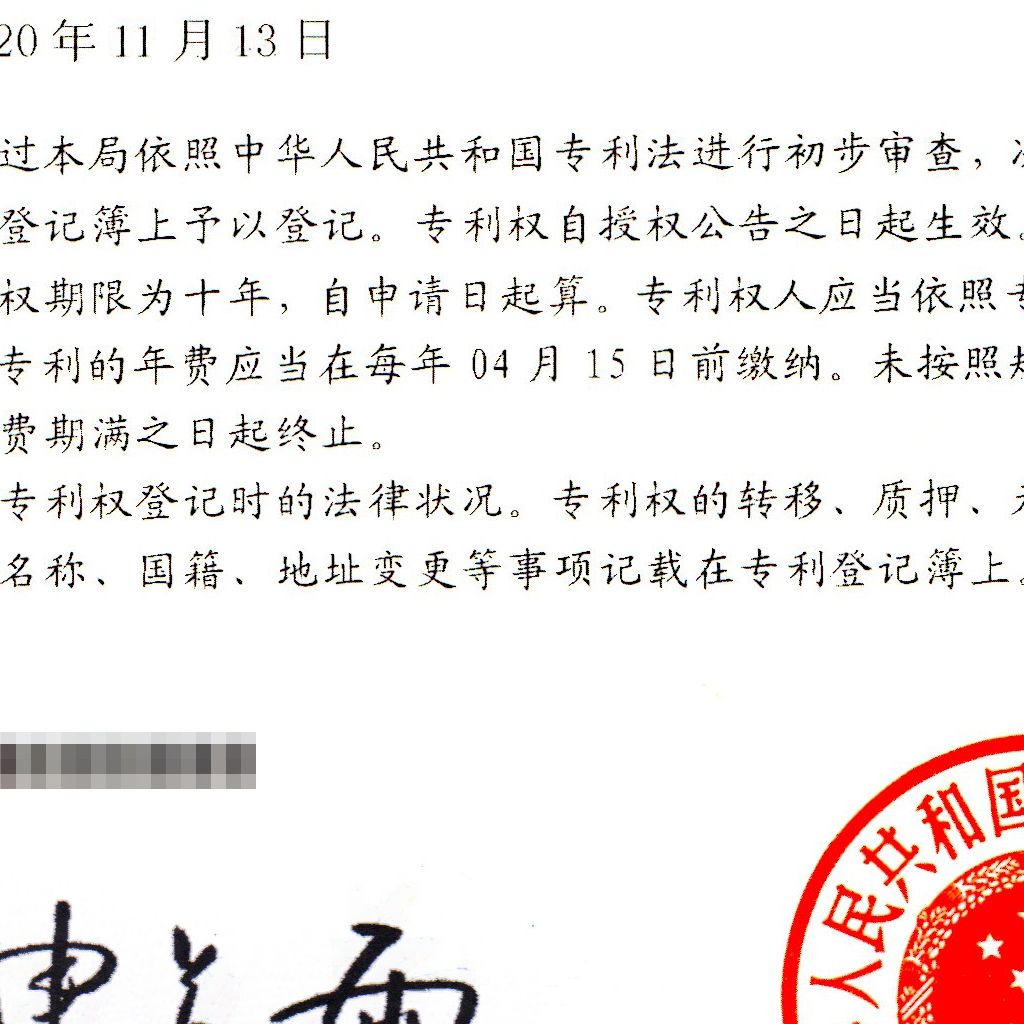 20 年 11 月 13 日
过本局依照中华人民共和国专利法进行初步审查，
登记簿上予以登记。专利权自授权公告之日起生效。
权期限为十年，自申请日起算。专利权人应当依照专
专利的年费应当在每年 04 月 15 日前缴纳。未按照规
费期满之日起终止。
专利权登记时的法律状况。专利权的转移、质押、无
名称、国籍、地址变更等事项记载在专利登记簿上。
人民共和国
申长雨